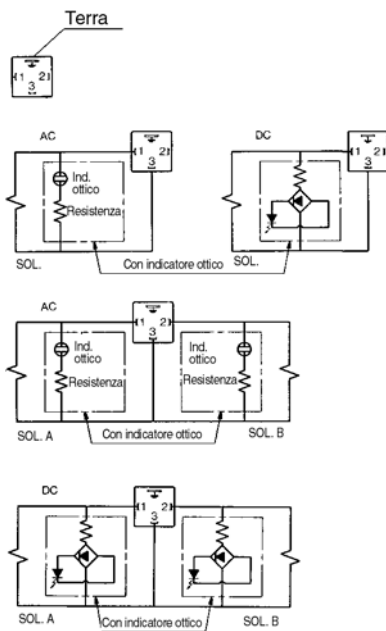 Terra
1 2
3
AC
DC
1 2
3
1 2
3
Ind.
ottico
Resistenza
SOL.
Con indicatore ottico
SOL.
AC
1 2
3
Ind.
ottico
Resistenza
Ind.
ottico
Resistenza
SOL. A
Con indicatore ottico
SOL. B
DC
1 2
3
SOL. A
Con indicatore ottico
SOL. B